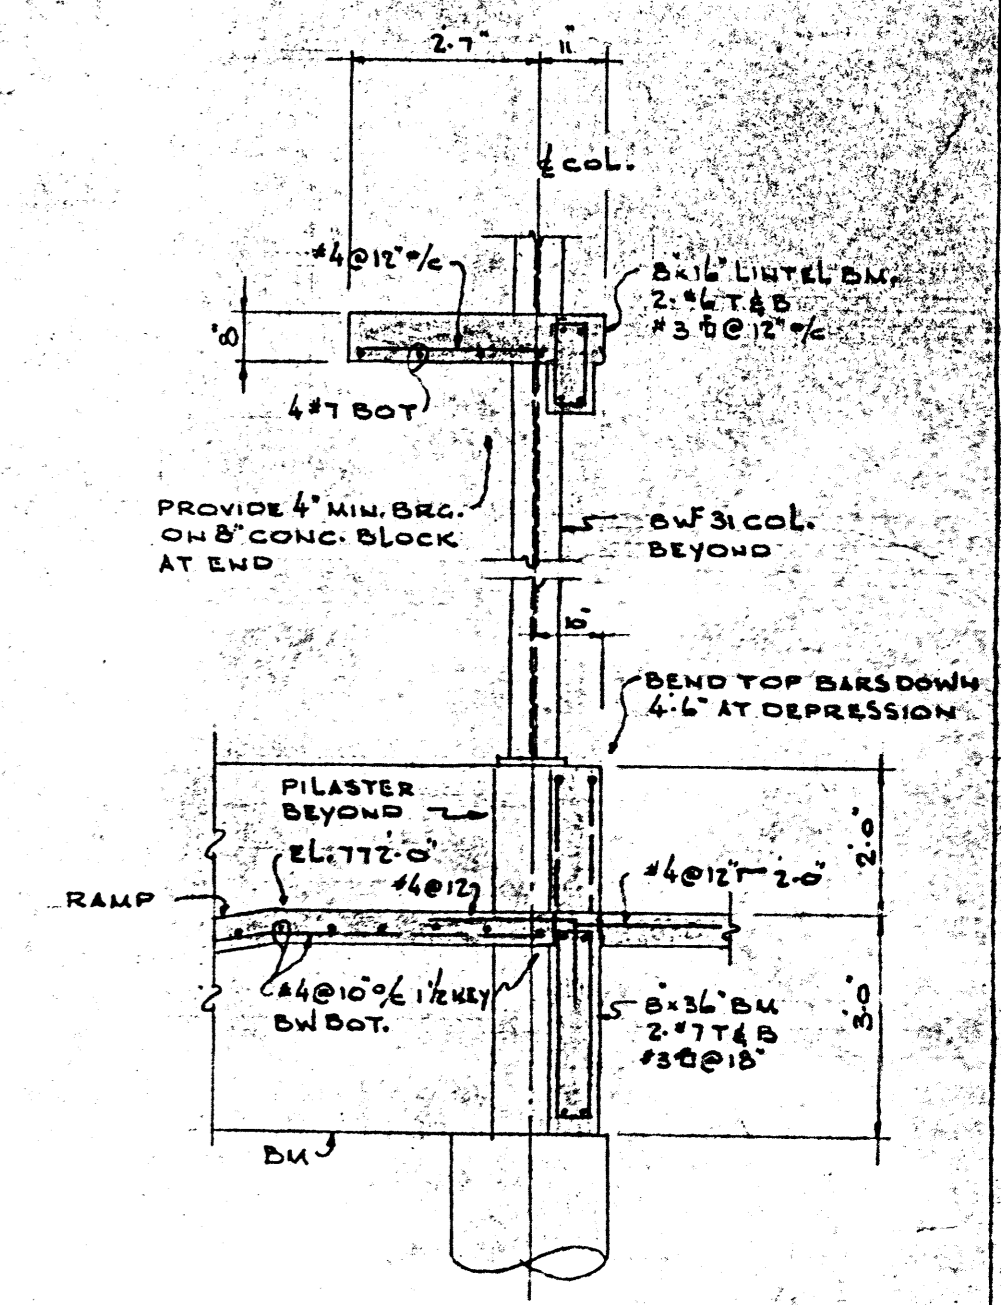 2'-7" 11"
℄ COL.
#4@12" o/c
8"x16" LINTEL BM.
2-#6 T & B
#3 @ 12" o/c
8"
4 #7 BOT
PROVIDE 4" MIN. BRG.
ON 8" CONC. BLOCK
AT END
8WF31 COL.
BEYOND
10"
BEND TOP BARS DOWN
4'-6" AT DEPRESSION
PILASTER
BEYOND
EL. 772'-0"
#4@12
#4@12" 2'-0"
2'-0"
RAMP
#4@10" o/c 1½ KEY
BW BOT.
8"x36" BM
2-#7 T & B
#3 @18"
3'-0"
BM